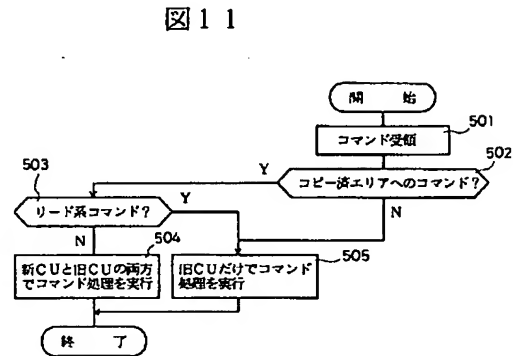 図11
開 始
501
コマンド受領
502
コピー済エリアへのコマンド?
Y
N
503
リード系コマンド?
Y
N
504
新CUと旧CUの両方
でコマンド処理を実行
505
旧CUだけでコマンド
処理を実行
終 了